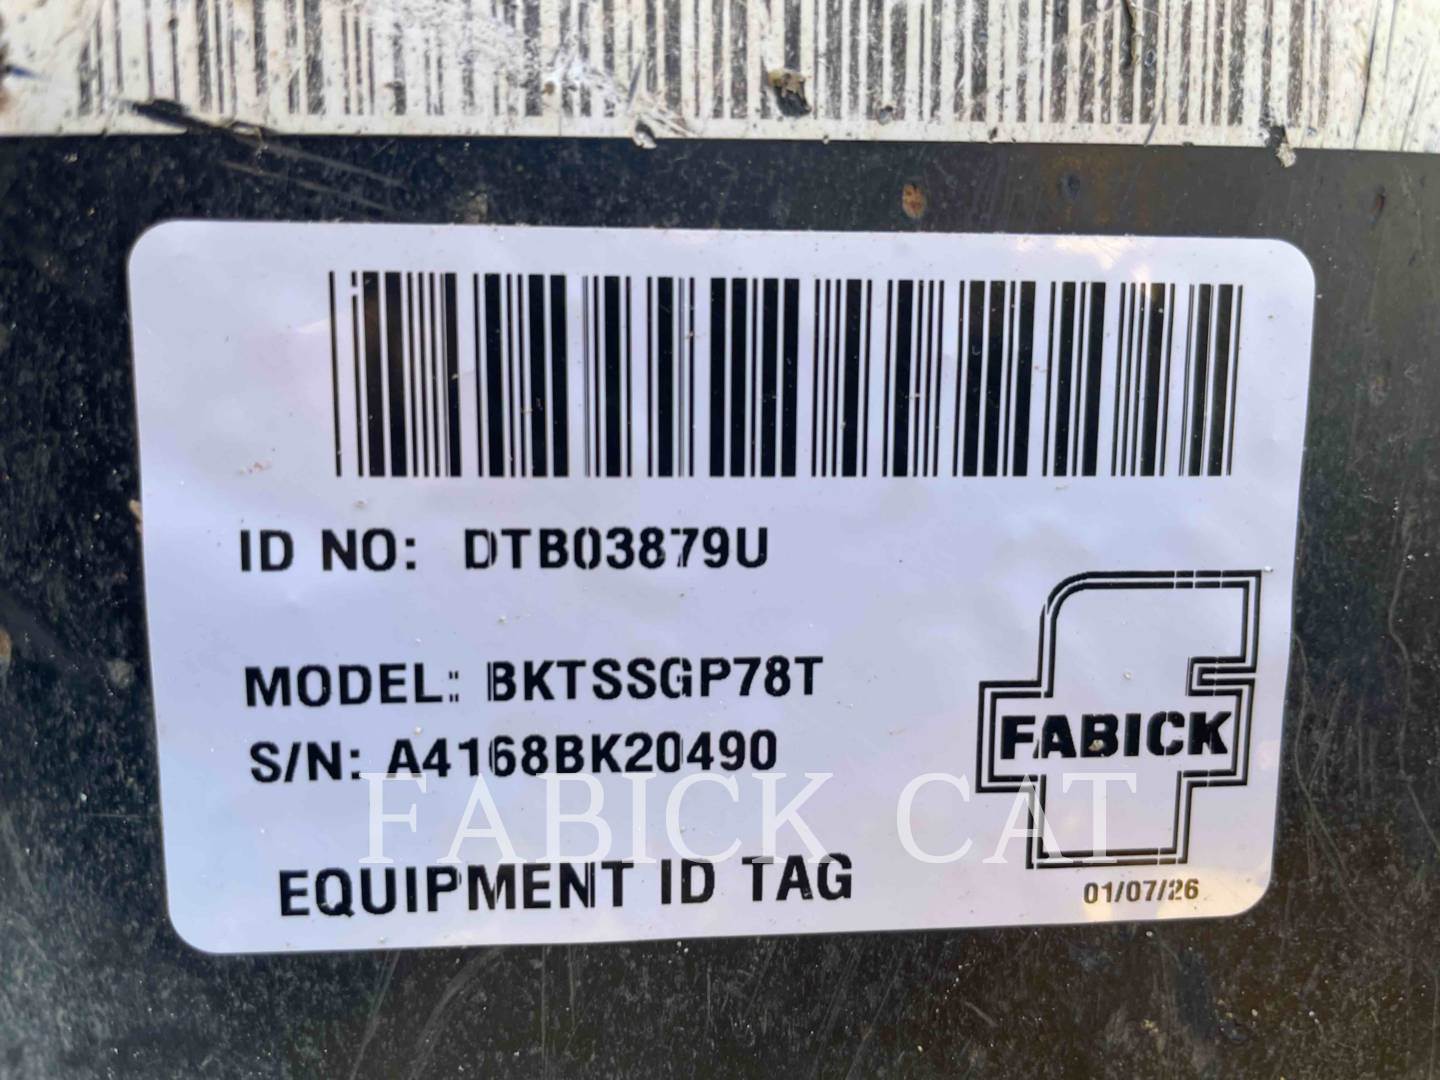 ID NO: DTB03879U
MODEL: BKTSSGP78T
S/N: A4168BK20490
FABICK
FABICK CAT
EQUIPMENT ID TAG
01/07/26